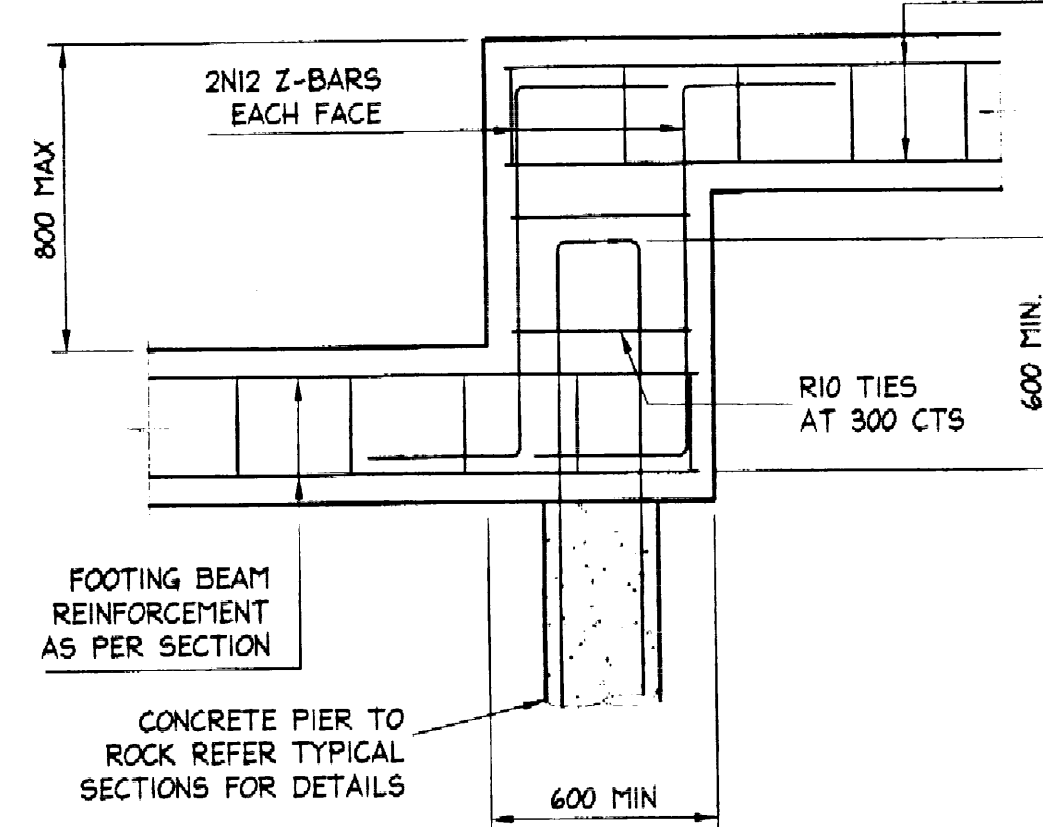 2N12 Z-BARS
EACH FACE
800 MAX
600 MIN.
R10 TIES
AT 300 CTS
FOOTING BEAM
REINFORCEMENT
AS PER SECTION
CONCRETE PIER TO
ROCK REFER TYPICAL
SECTIONS FOR DETAILS
600 MIN